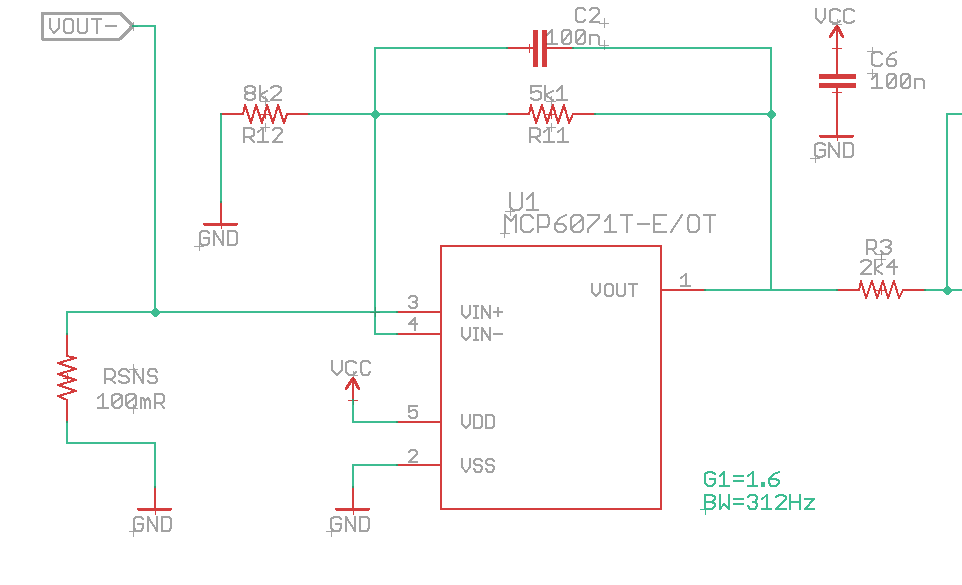 VOUT-
C2
100n
VCC
C6
100n
GND
8k2
R12
GND
5k1
R11
U1
MCP6071T-E/OT
VOUT
1
R3
2k4
3
VIN+
4
VIN-
VCC
5
VDD
2
VSS
GND
RSNS
100mR
GND
G1=1.6
BW=312Hz